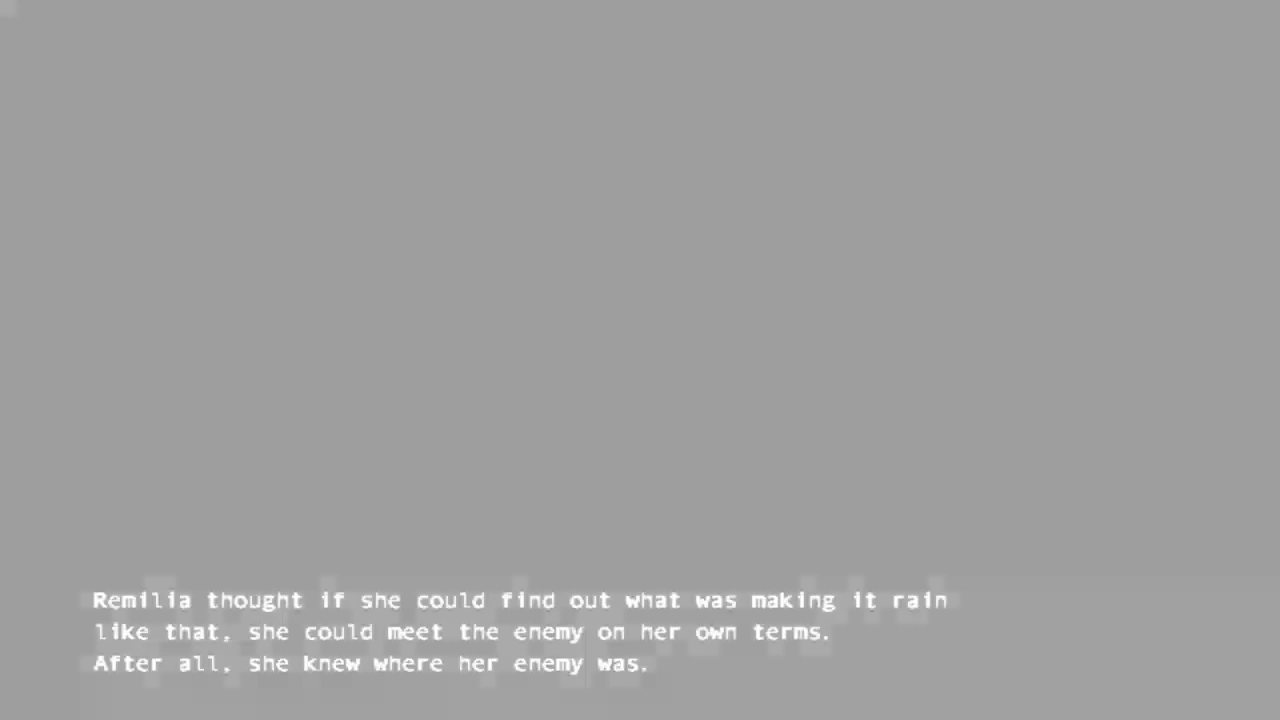 Remilia thought if she could find out what was making it rain
like that, she could meet the enemy on her own terms.
After all, she knew where her enemy was.